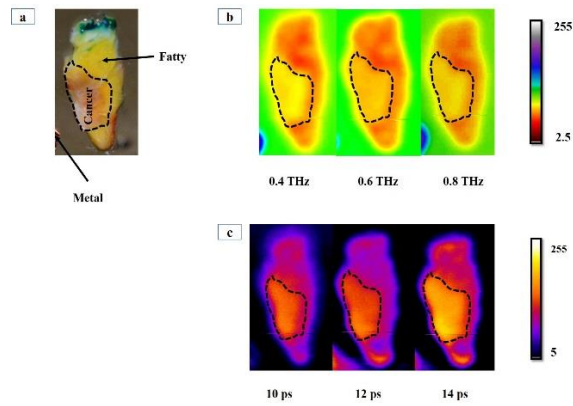 a
Fatty
Cancer
Metal
b
255
2.5
0.4 THz
0.6 THz
0.8 THz
c
255
5
10 ps
12 ps
14 ps